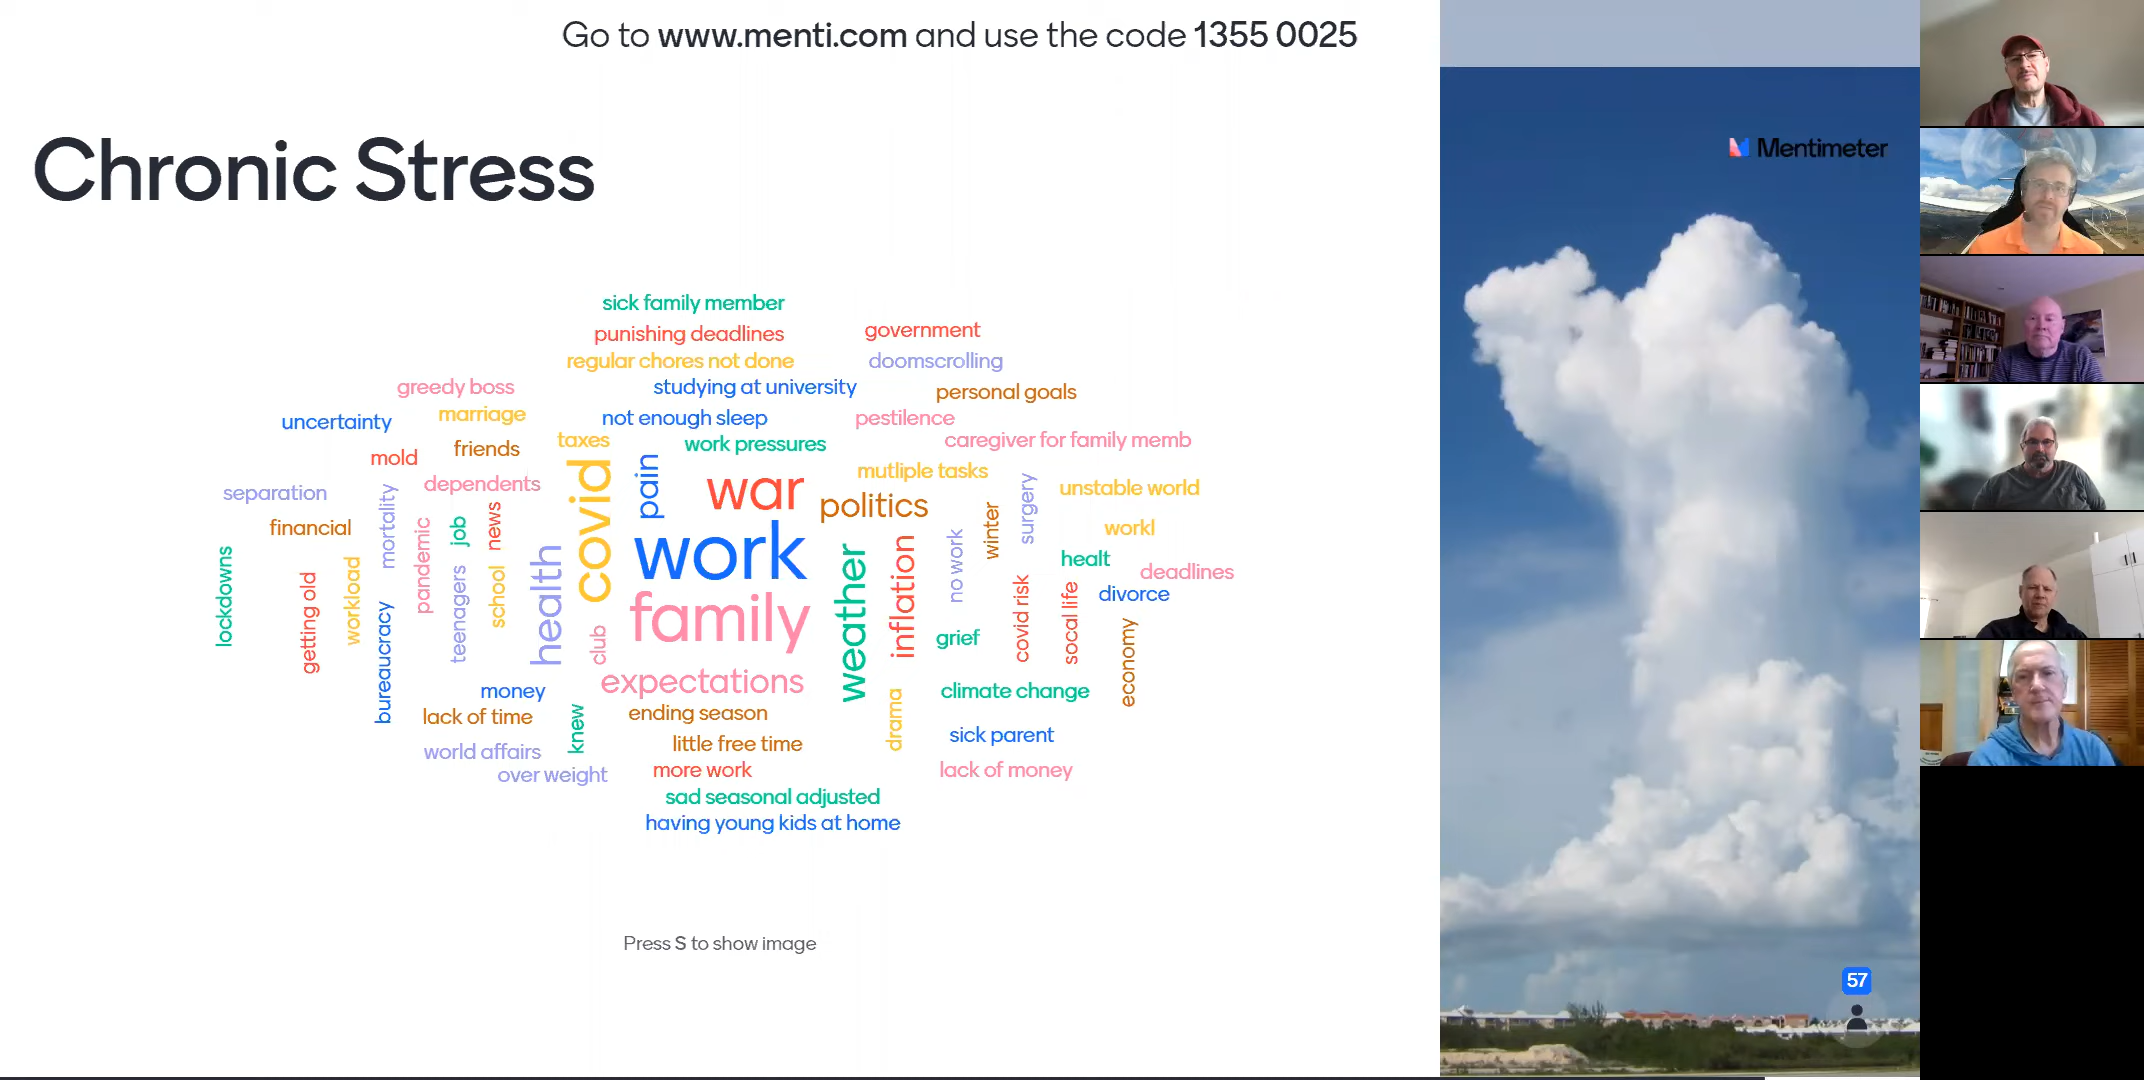 Go to www.menti.com and use the code 1355 0025
Mentimeter
Chronic Stress
sick family member
punishing deadlines
government
regular chores not done
doomscrolling
greedy boss
studying at university
personal goals
uncertainty
marriage
not enough sleep
pestilence
taxes
work pressures
caregiver for family memb
friends
mold
covid
pain
war
mutliple tasks
separation
mortality
dependents
politics
surgery
unstable world
financial
pandemic
job
news
work
winter
workl
lockdowns
getting old
workload
teenagers
school
health
weather
inflation
no work
healt
deadlines
bureaucracy
club
family
covid risk
socal life
divorce
grief
economy
money
expectations
climate change
lack of time
knew
ending season
drama
world affairs
little free time
sick parent
over weight
more work
lack of money
sad seasonal adjusted
having young kids at home
Press S to show image
57